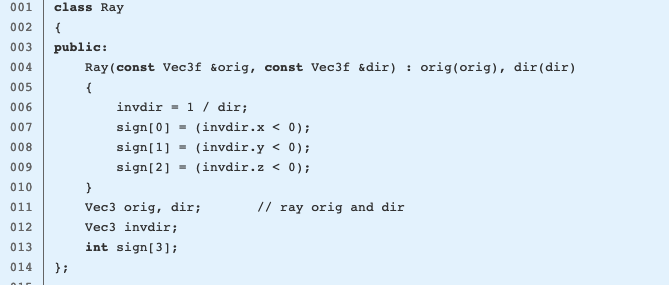 001 class Ray
002 {
003 public:
004     Ray(const Vec3f &orig, const Vec3f &dir) : orig(orig), dir(dir)
005     {
006         invdir = 1 / dir;
007         sign[0] = (invdir.x < 0);
008         sign[1] = (invdir.y < 0);
009         sign[2] = (invdir.z < 0);
010     }
011     Vec3 orig, dir;       // ray orig and dir
012     Vec3 invdir;
013     int sign[3];
014 };